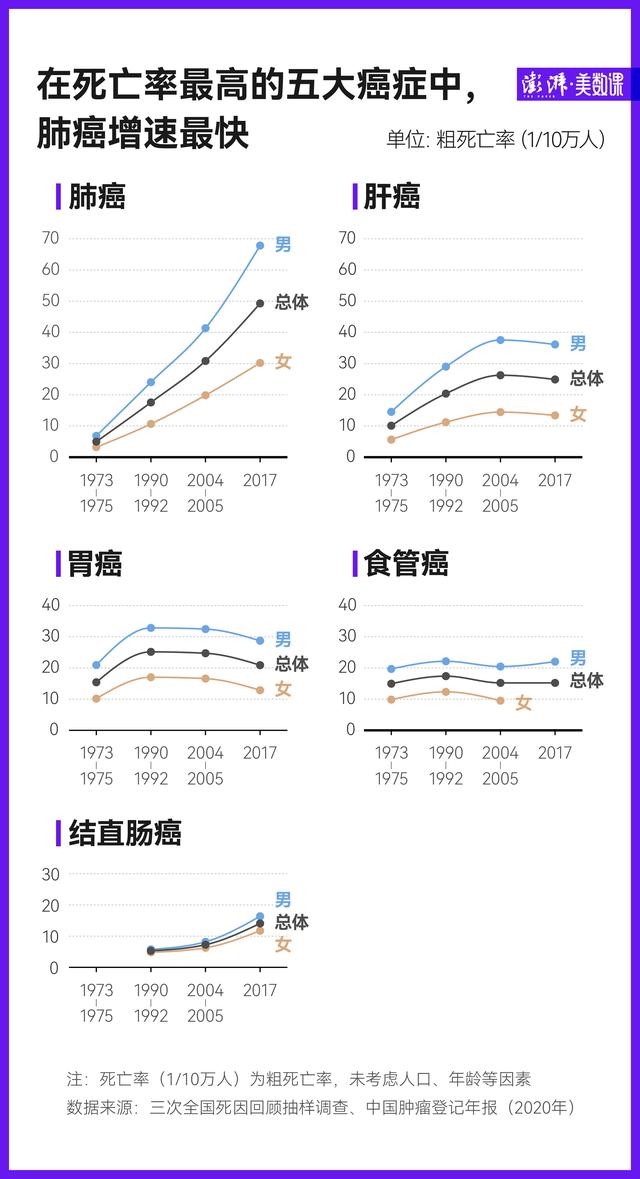 在死亡率最高的五大癌症中，
肺癌增速最快
澎湃·美数课
THE PAPER
单位: 粗死亡率 (1/10万人)
肺癌
70
60
50
40
30
20
10
0
男
总体
女
1973 1990 2004 2017
1975 1992 2005
肝癌
70
60
50
40
30
20
10
0
男
总体
女
1973 1990 2004 2017
1975 1992 2005
胃癌
40
30
20
10
0
男
总体
女
1973 1990 2004 2017
1975 1992 2005
食管癌
40
30
20
10
0
男
总体
女
1973 1990 2004 2017
1975 1992 2005
结直肠癌
30
20
10
0
男
总体
女
1973 1990 2004 2017
1975 1992 2005
注：死亡率（1/10万人）为粗死亡率，未考虑人口、年龄等因素
数据来源：三次全国死因回顾抽样调查、中国肿瘤登记年报（2020年）